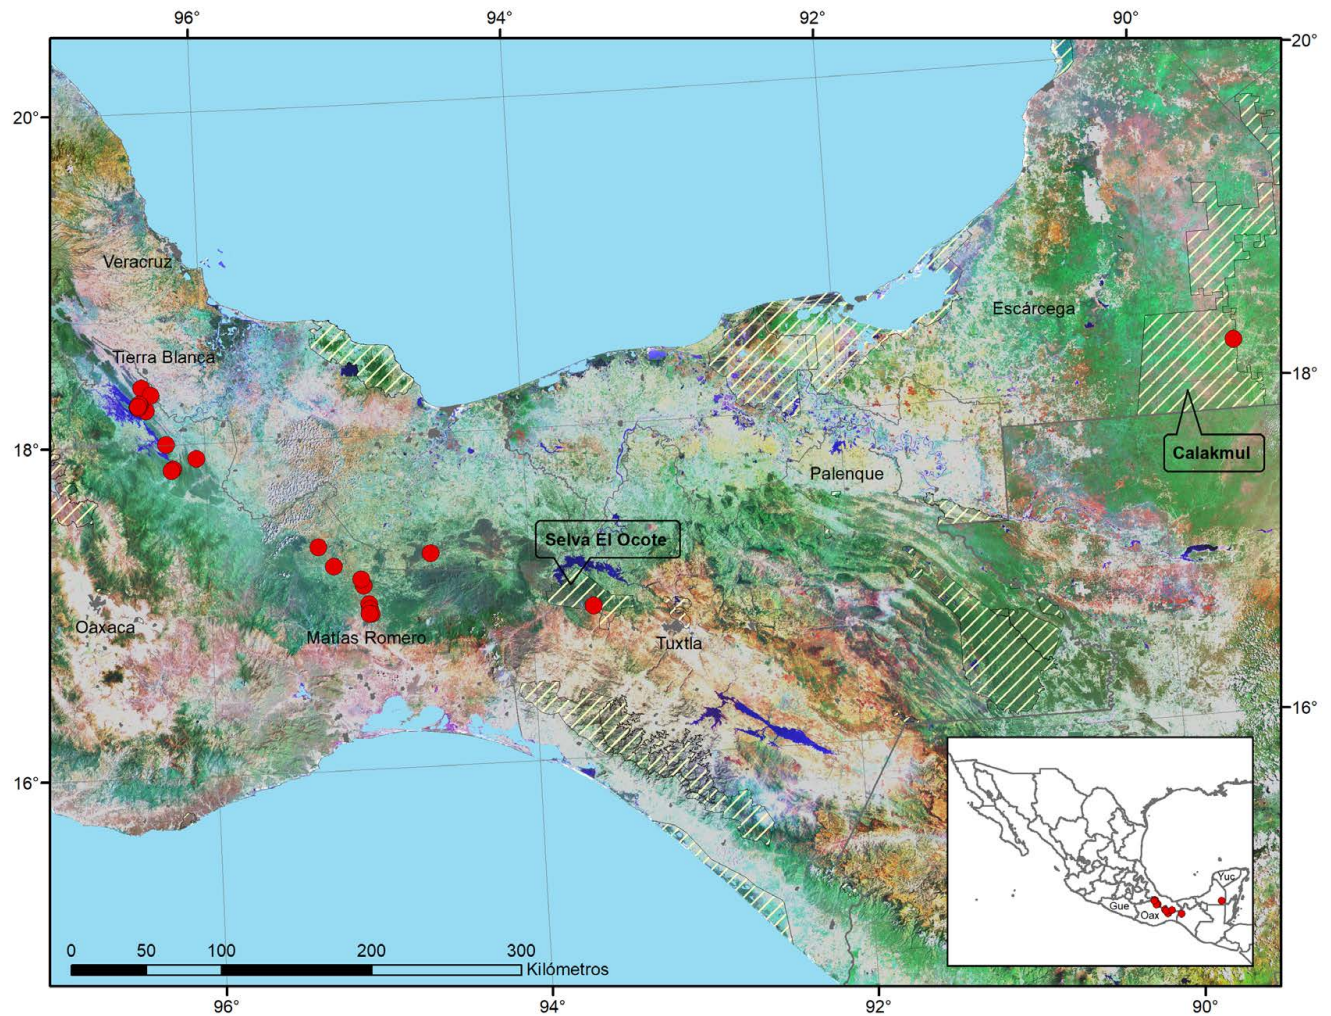 96°
94°
92°
90°
20°
20°
Veracruz
Escárcega
Tierra Blanca
18°
18°
Calakmul
Palenque
Selva El Ocote
Oaxaca
Matías Romero
Tuxtla
16°
16°
Yuc
Gue
Oax
0 50 100 200 300
Kilómetros
96°
94°
92°
90°